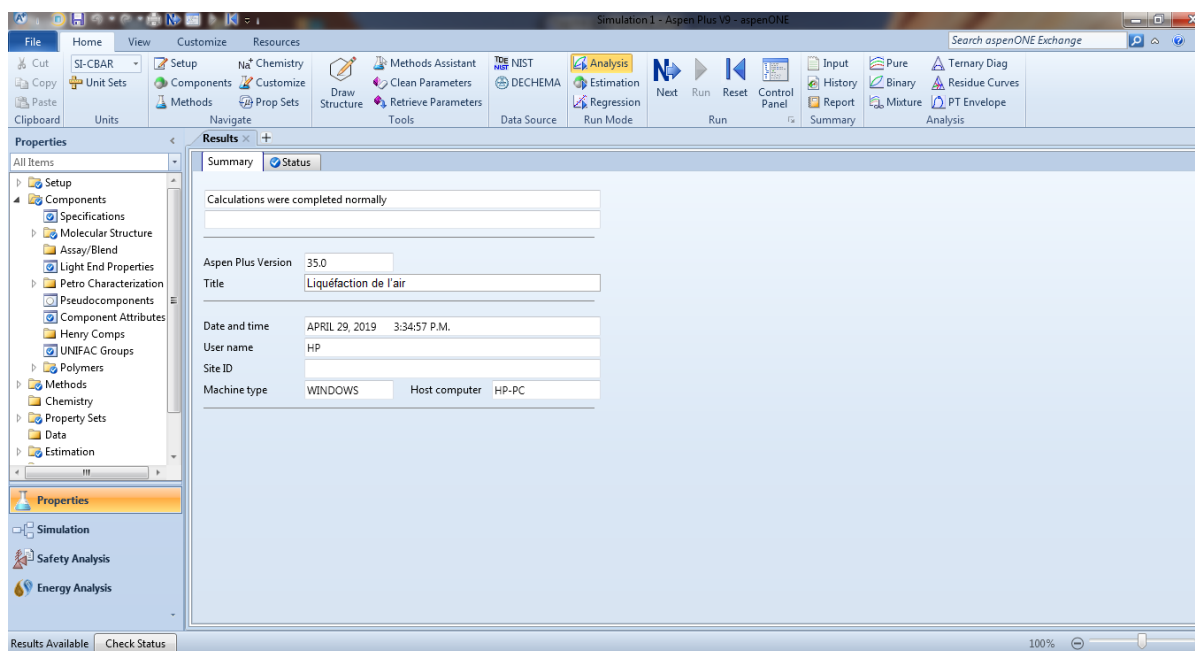 Simulation 1 - Aspen Plus V9 - aspenONE
File Home View Customize Resources Search aspenONE Exchange
Cut SI-CBAR Setup Na⁺ Chemistry Methods Assistant NIST NIST Analysis Input Pure Ternary Diag
Copy Unit Sets Components Customize Clean Parameters DECHEMA Estimation History Binary Residue Curves
Paste Methods Prop Sets Draw Structure Retrieve Parameters Regression Next Run Reset Control Panel Report Mixture PT Envelope
Clipboard Units Navigate Tools Data Source Run Mode Run Summary Analysis
Properties
Results
All Items
Summary Status
Setup
Components
Specifications
Molecular Structure
Assay/Blend
Light End Properties
Petro Characterization
Pseudocomponents
Component Attributes
Henry Comps
UNIFAC Groups
Polymers
Methods
Chemistry
Property Sets
Data
Estimation
Calculations were completed normally
Aspen Plus Version 35.0
Title Liquéfaction de l'air
Date and time APRIL 29, 2019 3:34:57 P.M.
User name HP
Site ID
Machine type WINDOWS Host computer HP-PC
Properties
Simulation
Safety Analysis
Energy Analysis
Results Available Check Status 100%